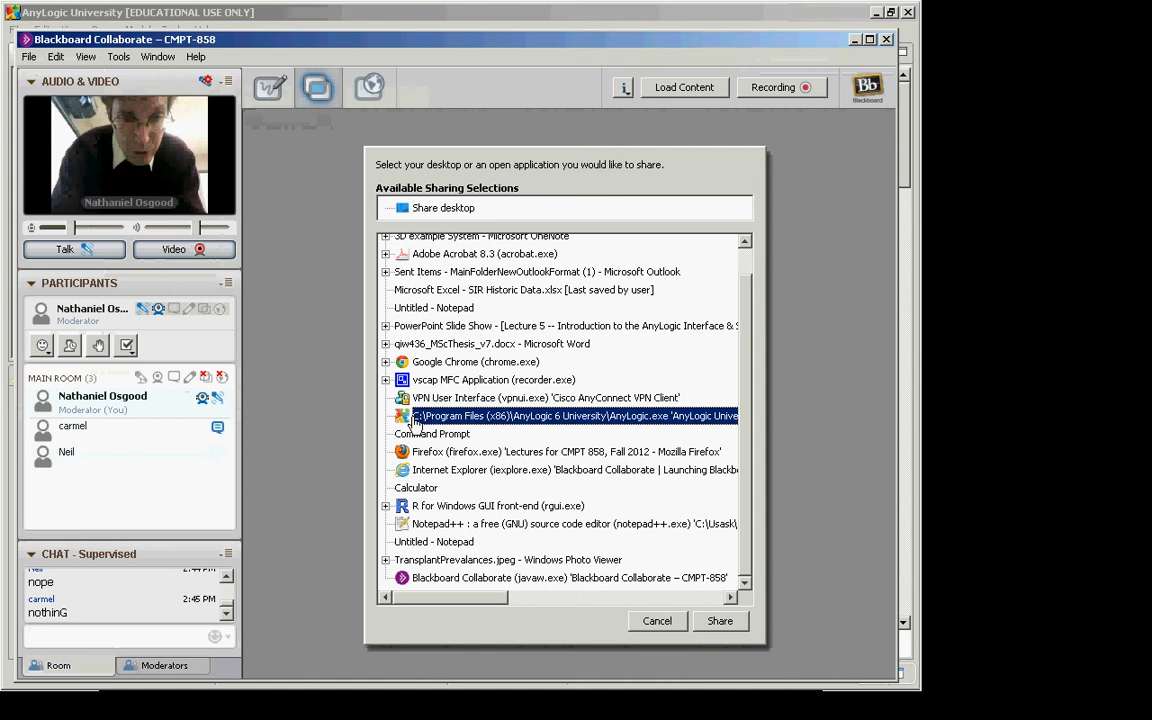 AnyLogic University [EDUCATIONAL USE ONLY]
Blackboard Collaborate – CMPT-858
File Edit View Tools Window Help
AUDIO & VIDEO
Nathaniel Osgood
Talk
Video
PARTICIPANTS
Nathaniel Os...
Moderator
MAIN ROOM (3)
Nathaniel Osgood
Moderator (You)
carmel
Neil
CHAT - Supervised
nope
carmel 2:45 PM
nothinG
Room
Moderators
i
Load Content
Recording
Bb
Blackboard
Select your desktop or an open application you would like to share.
Available Sharing Selections
Share desktop
3D example System - Microsoft OneNote
Adobe Acrobat 8.3 (acrobat.exe)
Sent Items - MainFolderNewOutlookFormat (1) - Microsoft Outlook
Microsoft Excel - SIR Historic Data.xlsx [Last saved by user]
Untitled - Notepad
PowerPoint Slide Show - [Lecture 5 -- Introduction to the AnyLogic Interface &
qiw436_MScThesis_v7.docx - Microsoft Word
Google Chrome (chrome.exe)
vscap MFC Application (recorder.exe)
VPN User Interface (vpnui.exe) 'Cisco AnyConnect VPN Client'
C:\Program Files (x86)\AnyLogic 6 University\AnyLogic.exe 'AnyLogic Unive
Command Prompt
Firefox (firefox.exe) 'Lectures for CMPT 858, Fall 2012 - Mozilla Firefox'
Internet Explorer (iexplore.exe) 'Blackboard Collaborate | Launching Blackb
Calculator
R for Windows GUI front-end (rgui.exe)
Notepad++ : a free (GNU) source code editor (notepad++.exe) 'C:\Usask\
Untitled - Notepad
TransplantPrevalances.jpeg - Windows Photo Viewer
Blackboard Collaborate (javaw.exe) 'Blackboard Collaborate – CMPT-858'
Cancel
Share